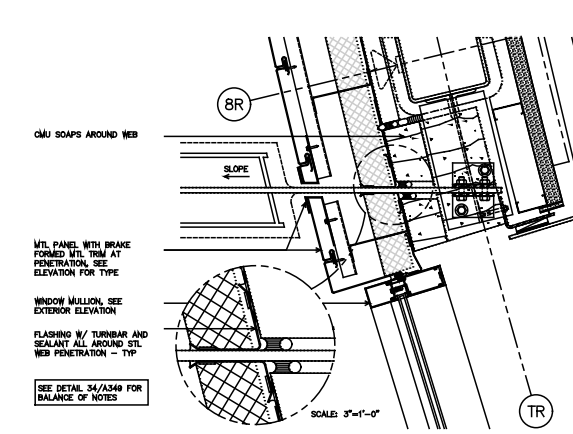 8R
CMU SOAPS AROUND WEB
SLOPE
MTL PANEL WITH BRAKE
FORMED MTL TRIM AT
PENETRATION, SEE
ELEVATION FOR TYPE
WINDOW MULLION, SEE
EXTERIOR ELEVATION
FLASHING W/ TURNBAR AND
SEALANT ALL AROUND STL
WEB PENETRATION – TYP
SEE DETAIL 34/A349 FOR
BALANCE OF NOTES
SCALE: 3"=1'-0"
TR